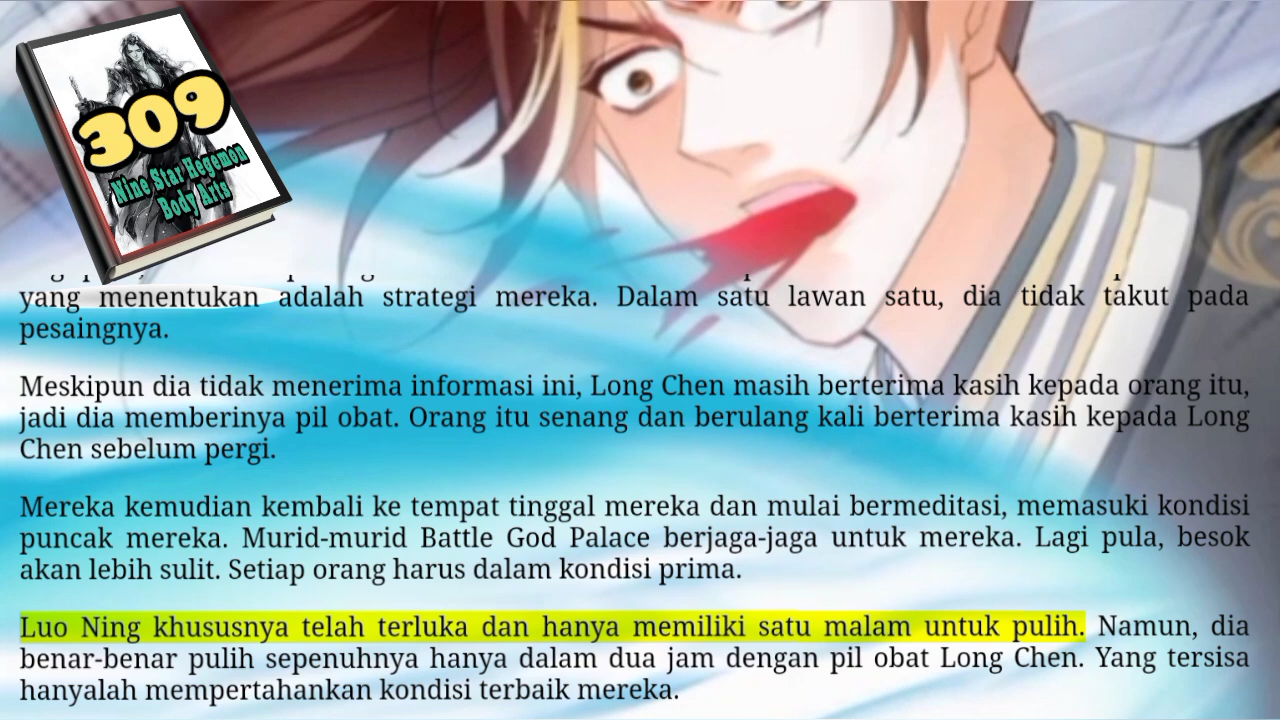 309
Nine Star Hegemon
Body Arts
yang menentukan adalah strategi mereka. Dalam satu lawan satu, dia tidak takut pada
pesaingnya.
Meskipun dia tidak menerima informasi ini, Long Chen masih berterima kasih kepada orang itu,
jadi dia memberinya pil obat. Orang itu senang dan berulang kali berterima kasih kepada Long
Chen sebelum pergi.
Mereka kemudian kembali ke tempat tinggal mereka dan mulai bermeditasi, memasuki kondisi
puncak mereka. Murid-murid Battle God Palace berjaga-jaga untuk mereka. Lagi pula, besok
akan lebih sulit. Setiap orang harus dalam kondisi prima.
Luo Ning khususnya telah terluka dan hanya memiliki satu malam untuk pulih. Namun, dia
benar-benar pulih sepenuhnya hanya dalam dua jam dengan pil obat Long Chen. Yang tersisa
hanyalah mempertahankan kondisi terbaik mereka.